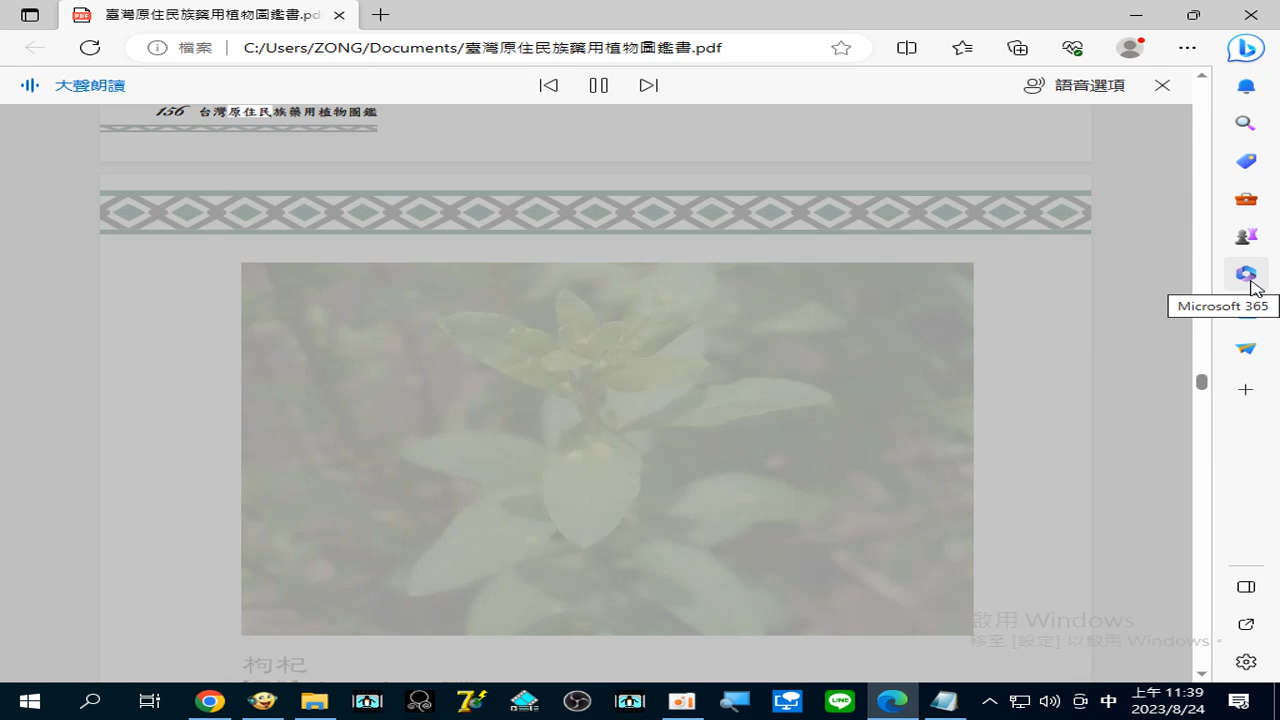 臺灣原住民族藥用植物圖鑑書.pdf
檔案
C:/Users/ZONG/Documents/臺灣原住民族藥用植物圖鑑書.pdf
大聲朗讀
語音選項
156 台灣原住民族藥用植物圖鑑
Microsoft 365
啟用 Windows
移至 [設定] 以啟用 Windows。
枸杞
中
上午 11:39
2023/8/24